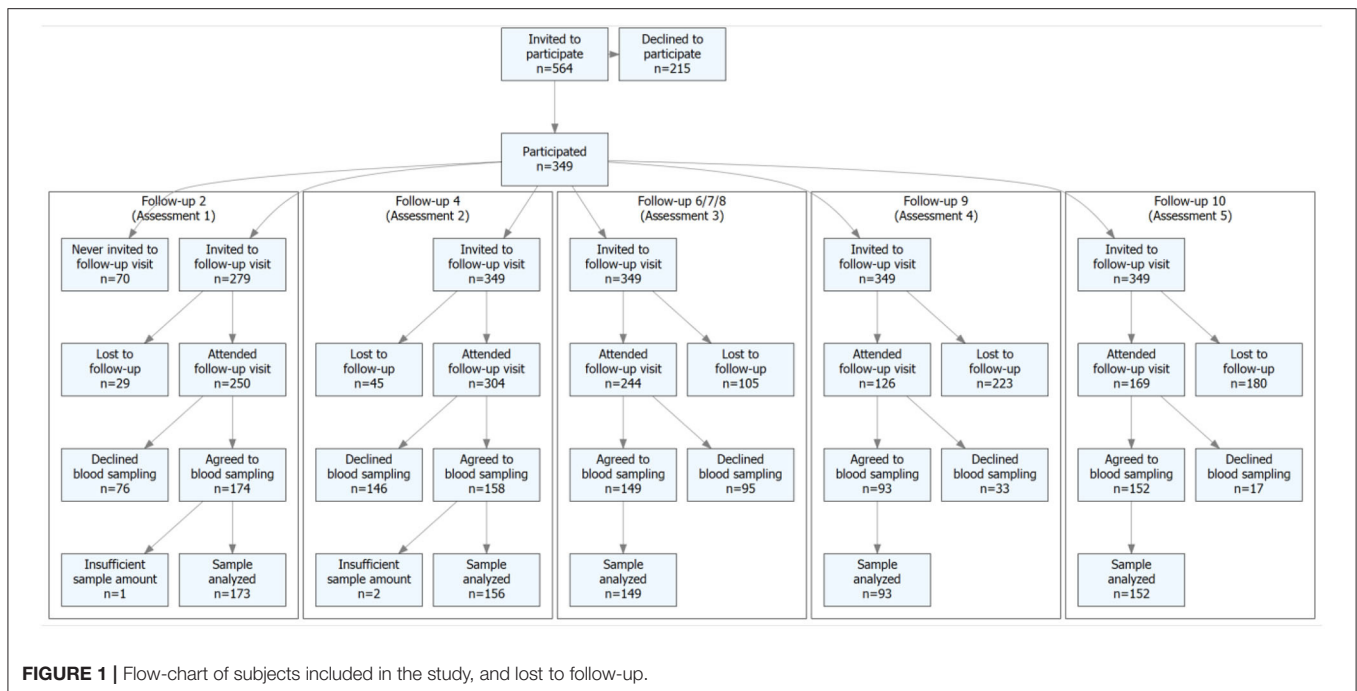 Invited to
participate
n=564
Declined to
participate
n=215
Participated
n=349
Follow-up 2
(Assessment 1)
Never invited to
follow-up visit
n=70
Invited to
follow-up visit
n=279
Lost to
follow-up
n=29
Attended
follow-up visit
n=250
Declined
blood sampling
n=76
Agreed to
blood sampling
n=174
Insufficient
sample amount
n=1
Sample
analyzed
n=173
Follow-up 4
(Assessment 2)
Invited to
follow-up visit
n=349
Lost to
follow-up
n=45
Attended
follow-up visit
n=304
Declined
blood sampling
n=146
Agreed to
blood sampling
n=158
Insufficient
sample amount
n=2
Sample
analyzed
n=156
Follow-up 6/7/8
(Assessment 3)
Invited to
follow-up visit
n=349
Attended
follow-up visit
n=244
Lost to
follow-up
n=105
Agreed to
blood sampling
n=149
Declined
blood sampling
n=95
Sample
analyzed
n=149
Follow-up 9
(Assessment 4)
Invited to
follow-up visit
n=349
Attended
follow-up visit
n=126
Lost to
follow-up
n=223
Agreed to
blood sampling
n=93
Declined
blood sampling
n=33
Sample
analyzed
n=93
Follow-up 10
(Assessment 5)
Invited to
follow-up visit
n=349
Attended
follow-up visit
n=169
Lost to
follow-up
n=180
Agreed to
blood sampling
n=152
Declined
blood sampling
n=17
Sample
analyzed
n=152
FIGURE 1 | Flow-chart of subjects included in the study, and lost to follow-up.